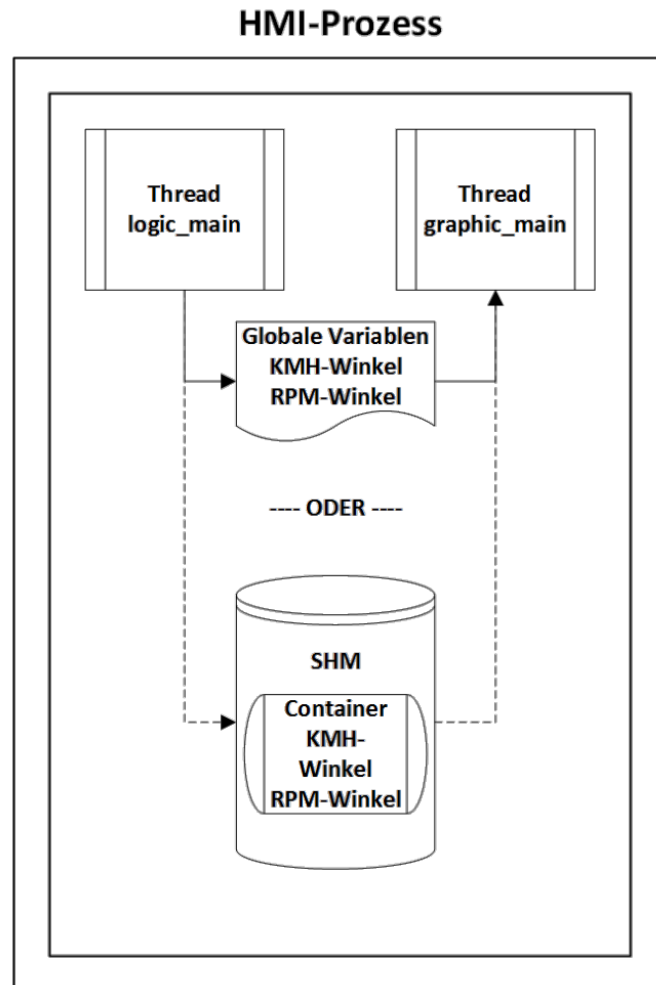 HMI-Prozess
Thread
logic_main
Thread
graphic_main
Globale Variablen
KMH-Winkel
RPM-Winkel
---- ODER ----
SHM
Container
KMH-
Winkel
RPM-Winkel